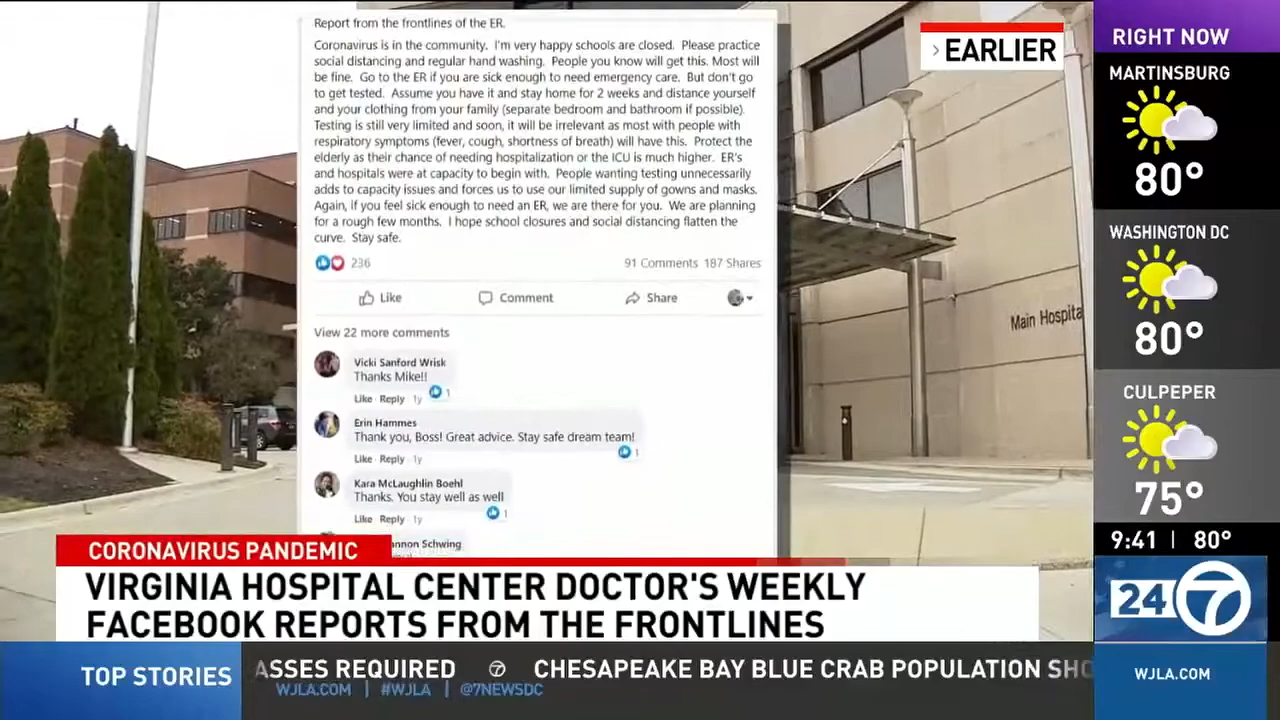 Report from the frontlines of the ER.
Coronavirus is in the community. I'm very happy schools are closed. Please practice
social distancing and regular hand washing. People you know will get this. Most will
be fine. Go to the ER if you are sick enough to need emergency care. But don't go
to get tested. Assume you have it and stay home for 2 weeks and distance yourself
and your clothing from your family (separate bedroom and bathroom if possible).
Testing is still very limited and soon, it will be irrelevant as most with people with
respiratory symptoms (fever, cough, shortness of breath) will have this. Protect the
elderly as their chance of needing hospitalization or the ICU is much higher. ER's
and hospitals were at capacity to begin with. People wanting testing unnecessarily
adds to capacity issues and forces us to use our limited supply of gowns and masks.
Again, if you feel sick enough to need an ER, we are there for you. We are planning
for a rough few months. I hope school closures and social distancing flatten the
curve. Stay safe.
236
91 Comments 187 Shares
Like Comment Share
View 22 more comments
Vicki Sanford Wrisk
Thanks Mike!!
1
Like · Reply · 1y
Erin Hammes
Thank you, Boss! Great advice. Stay safe dream team!
1
Like · Reply · 1y
Kara McLaughlin Boehl
Thanks. You stay well as well
1
Like · Reply · 1y
annon Schwing
Main Hospita
> EARLIER
RIGHT NOW
MARTINSBURG
80°
WASHINGTON DC
80°
CULPEPER
75°
9:41 | 80°
24 7
WJLA.COM
CORONAVIRUS PANDEMIC
VIRGINIA HOSPITAL CENTER DOCTOR'S WEEKLY
FACEBOOK REPORTS FROM THE FRONTLINES
TOP STORIES
ASSES REQUIRED 7 CHESAPEAKE BAY BLUE CRAB POPULATION SHO
WJLA.COM | #WJLA | @7NEWSDC